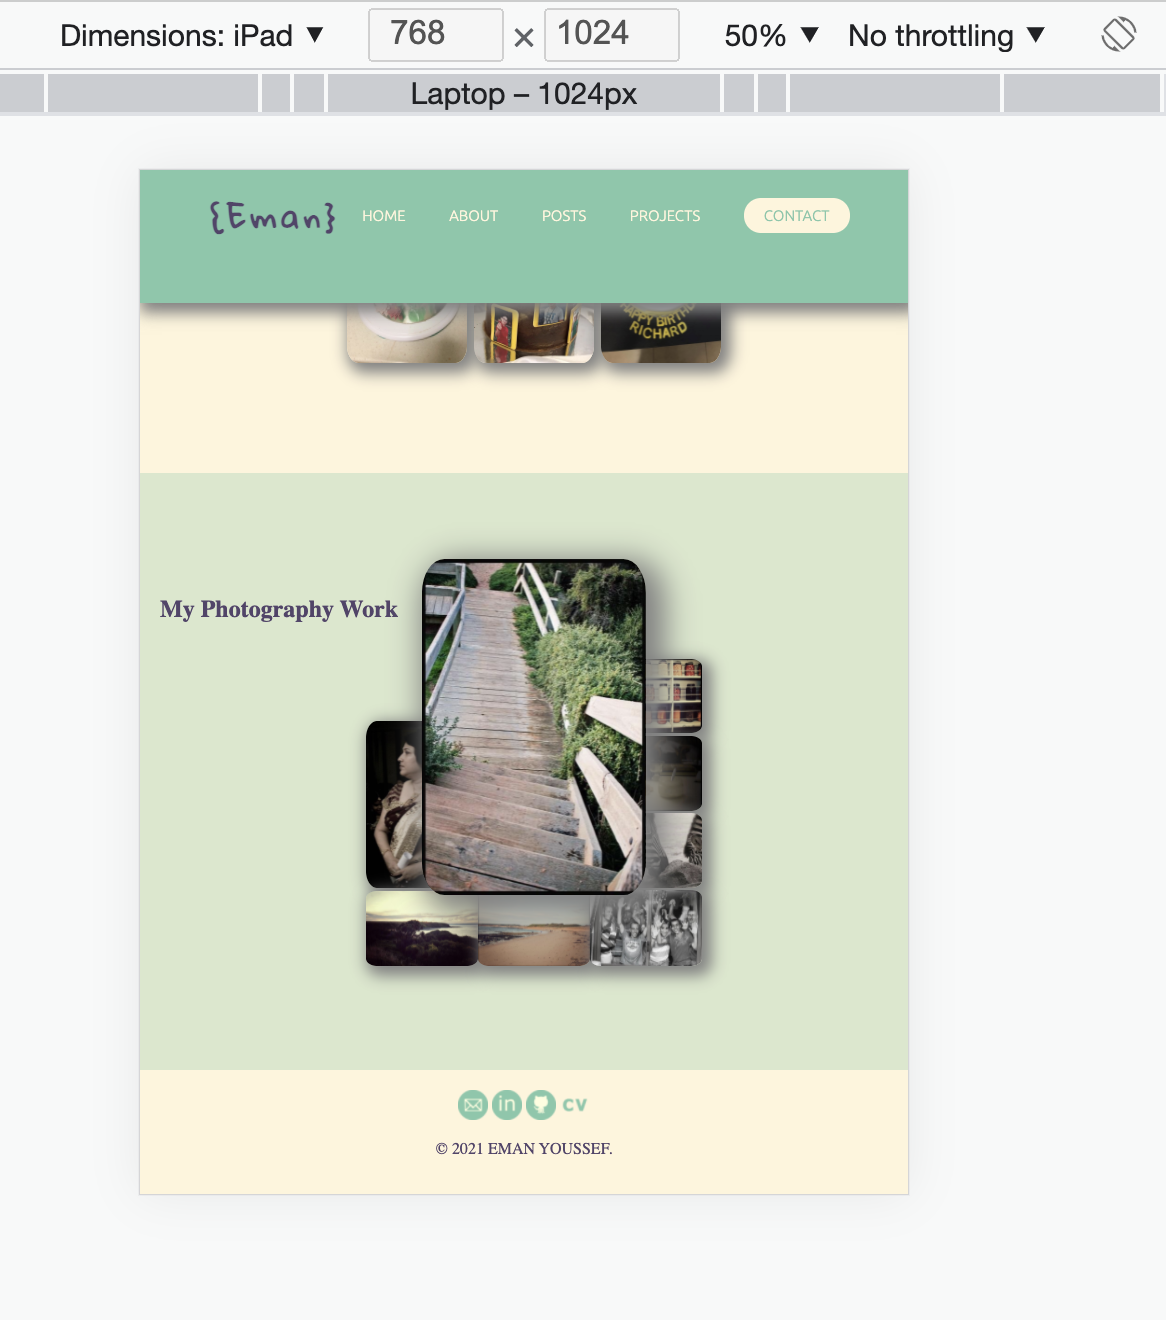 Dimensions: iPad ▼ 768 × 1024 50% ▼ No throttling ▼
Laptop – 1024px
{Eman} HOME ABOUT POSTS PROJECTS CONTACT
HAPPY BIRTH
RICHARD
My Photography Work
in CV
© 2021 EMAN YOUSSEF.